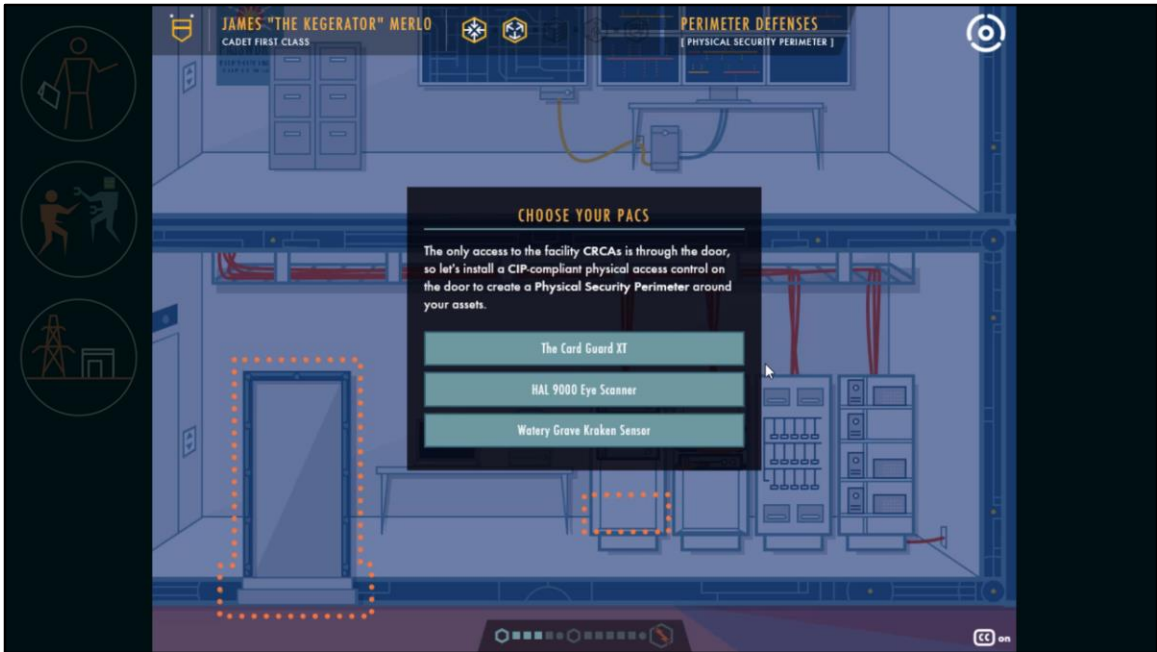 JAMES "THE KEGERATOR" MERLO
CADET FIRST CLASS
PERIMETER DEFENSES
[ PHYSICAL SECURITY PERIMETER ]
CHOOSE YOUR PACS
The only access to the facility CRCAs is through the door,
so let's install a CIP-compliant physical access control on
the door to create a Physical Security Perimeter around
your assets.
The Card Guard XT
HAL 9000 Eye Scanner
Watery Grave Kraken Sensor
CC on